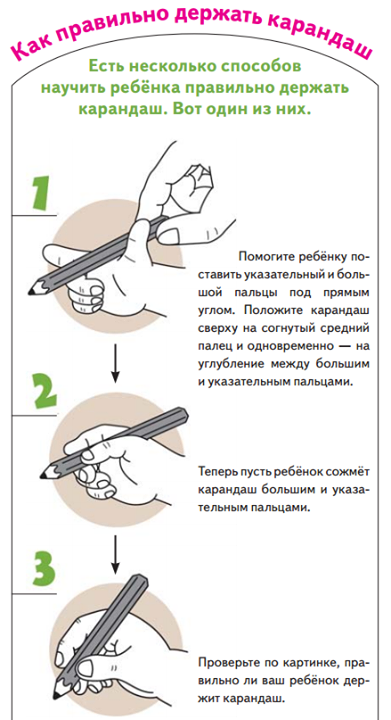 Как правильно держать карандаш
Есть несколько способов
научить ребёнка правильно держать
карандаш. Вот один из них.
1
Помогите ребёнку по-
ставить указательный и боль-
шой пальцы под прямым
углом. Положите карандаш
сверху на согнутый средний
палец и одновременно — на
углубление между большим
и указательным пальцами.
2
Теперь пусть ребёнок сожмёт
карандаш большим и указа-
тельным пальцами.
3
Проверьте по картинке, пра-
вильно ли ваш ребёнок дер-
жит карандаш.